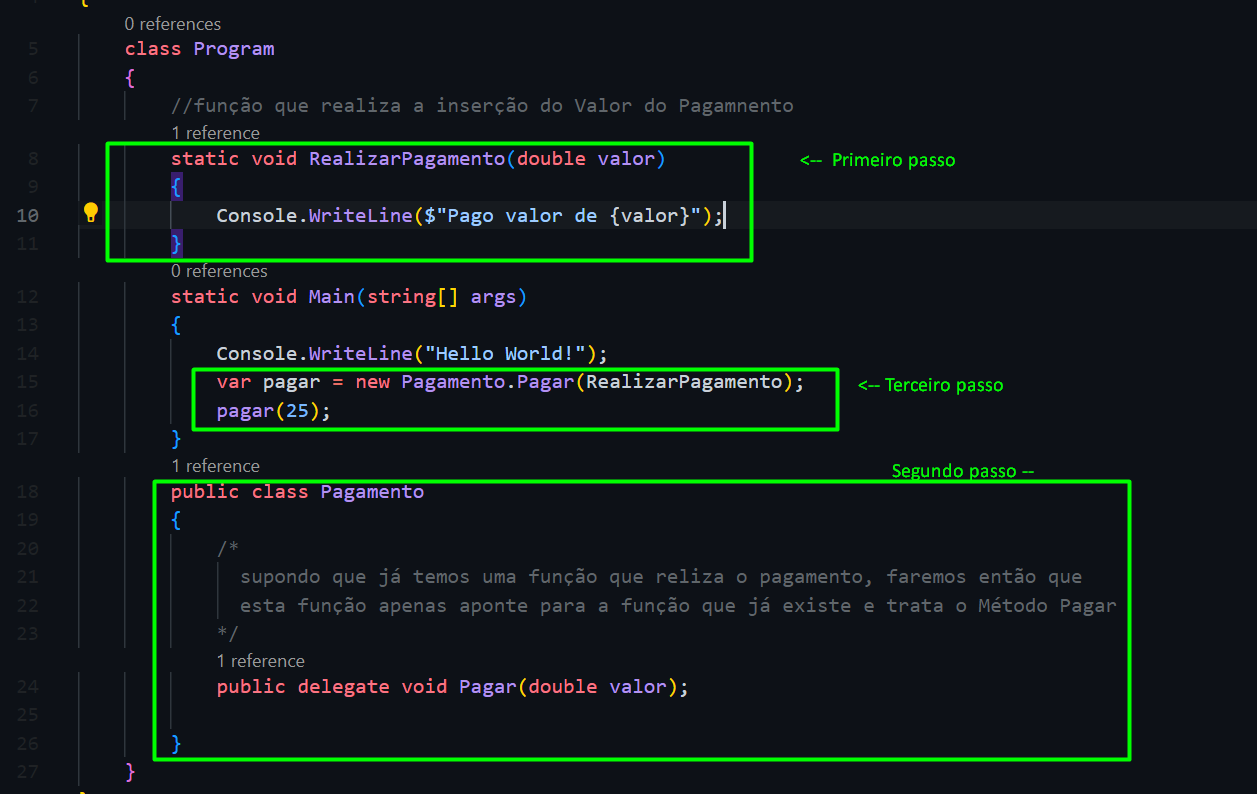 {
0 references
5 class Program
6 {
7 //função que realiza a inserção do Valor do Pagamnento
1 reference
8 static void RealizarPagamento(double valor) <-- Primeiro passo
9 {
10 Console.WriteLine($"Pago valor de {valor}");
11 }
0 references
12 static void Main(string[] args)
13 {
14 Console.WriteLine("Hello World!");
15 var pagar = new Pagamento.Pagar(RealizarPagamento); <-- Terceiro passo
16 pagar(25);
17 }
1 reference
Segundo passo --
18 public class Pagamento
19 {
20 /*
21 supondo que já temos uma função que reliza o pagamento, faremos então que
22 esta função apenas aponte para a função que já existe e trata o Método Pagar
23 */
1 reference
24 public delegate void Pagar(double valor);
25
26 }
27 }